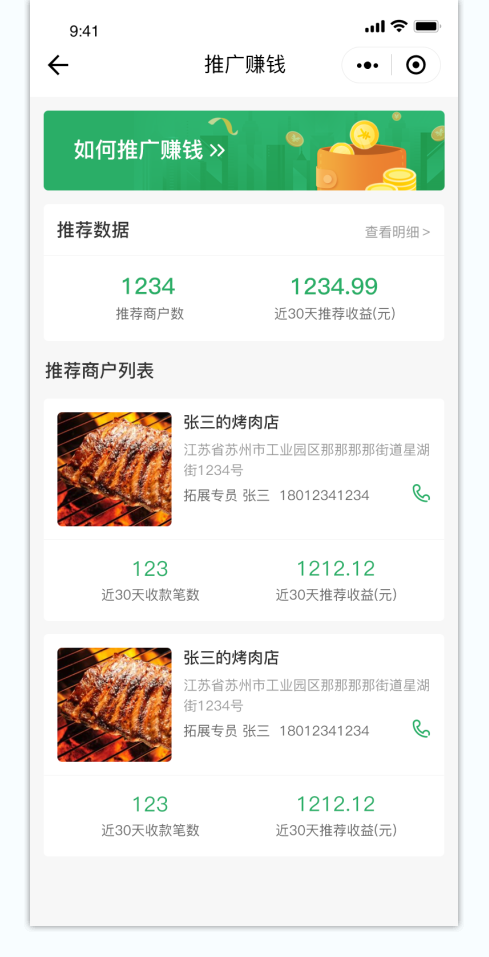 9:41
推广赚钱
如何推广赚钱 >>
推荐数据
查看明细 >
1234
1234.99
推荐商户数
近30天推荐收益(元)
推荐商户列表
张三的烤肉店
江苏省苏州市工业园区那那那那街道星湖
街1234号
拓展专员 张三 18012341234
123
1212.12
近30天收款笔数
近30天推荐收益(元)
张三的烤肉店
江苏省苏州市工业园区那那那那街道星湖
街1234号
拓展专员 张三 18012341234
123
1212.12
近30天收款笔数
近30天推荐收益(元)